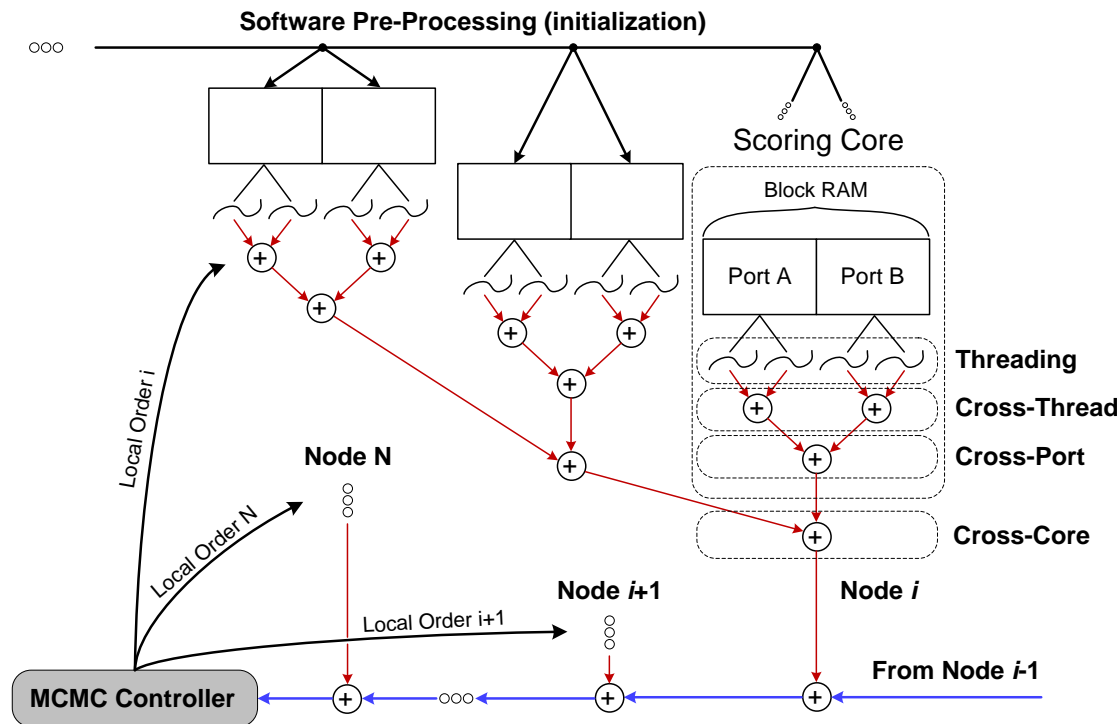 Software Pre-Processing (initialization)
Scoring Core
Block RAM
Port A
Port B
+
+
+
+
+
+
Threading
+
+
Cross-Thread
+
+
Cross-Port
+
Cross-Core
Local Order i
Node N
Local Order N
Node i+1
Node i
Local Order i+1
From Node i-1
MCMC Controller
+
+
+